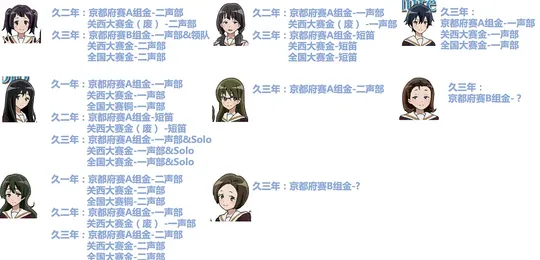 久二年：京都府赛A组金-二声部
关西大赛金（废）-二声部
久三年：京都府赛B组金-一声部&领队
关西大赛金-二声部
全国大赛金-二声部
久二年：京都府赛A组金-一声部
关西大赛金（废）-一声部
久三年：京都府赛A组金-短笛
关西大赛金-短笛
全国大赛金-短笛
久三年：
京都府赛A组金-一声部
关西大赛金-一声部
全国大赛金-一声部
久一年：京都府赛A组金-一声部
关西大赛金-一声部
全国大赛铜-一声部
久二年：京都府赛A组金-短笛
关西大赛金（废）-短笛
久三年：京都府赛A组金-一声部&Solo
关西大赛金-一声部&Solo
全国大赛金-一声部&Solo
久三年：京都府赛A组金-二声部
久三年：
京都府赛B组金-？
久一年：京都府赛A组金-二声部
关西大赛金-二声部
全国大赛铜-二声部
久二年：京都府赛A组金-一声部
关西大赛金（废）-一声部
久三年：京都府赛A组金-二声部
关西大赛金-二声部
全国大赛金-二声部
久三年：京都府赛B组金-?